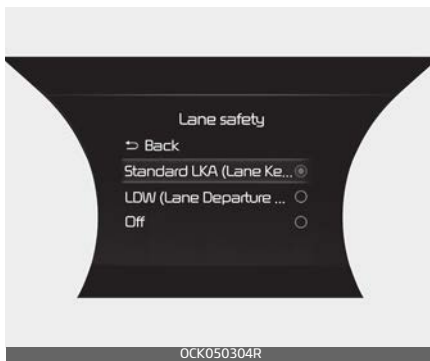 Lane safety
⮌ Back
Standard LKA (Lane Ke...
LDW (Lane Departure ...
Off
OCK050304R